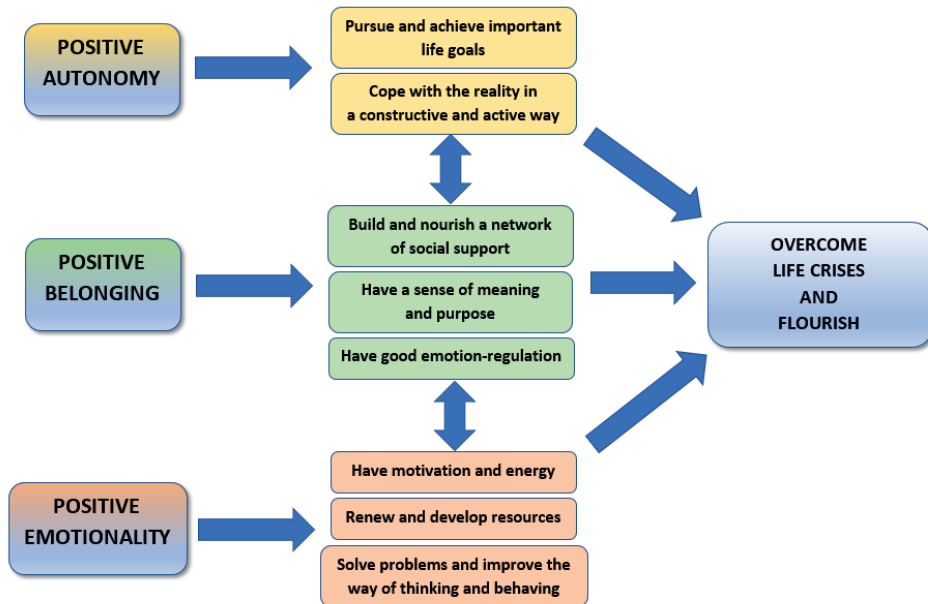 POSITIVE
AUTONOMY
Pursue and achieve important
life goals
Cope with the reality in
a constructive and active way
POSITIVE
BELONGING
Build and nourish a network
of social support
Have a sense of meaning
and purpose
Have good emotion-regulation
POSITIVE
EMOTIONALITY
Have motivation and energy
Renew and develop resources
Solve problems and improve the
way of thinking and behaving
OVERCOME
LIFE CRISES
AND
FLOURISH